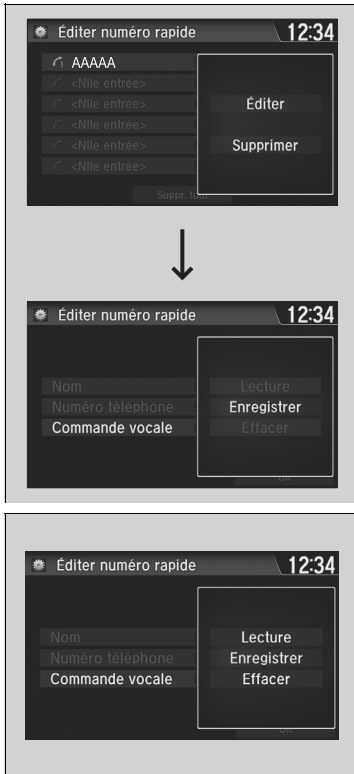 Éditer numéro rapide 12:34
AAAAA
<Nlle entrée>
<Nlle entrée>
Éditer
<Nlle entrée>
<Nlle entrée>
Supprimer
<Nlle entrée>
Suppr. tout
Éditer numéro rapide 12:34
Nom Lecture
Numéro téléphone Enregistrer
Commande vocale Effacer
OK
Éditer numéro rapide 12:34
Nom Lecture
Numéro téléphone Enregistrer
Commande vocale Effacer
OK